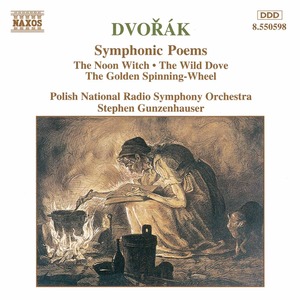 NAXOS
DDD
8.550598
DVOŘÁK
Symphonic Poems
The Noon Witch • The Wild Dove
The Golden Spinning-Wheel
Polish National Radio Symphony Orchestra
Stephen Gunzenhauser